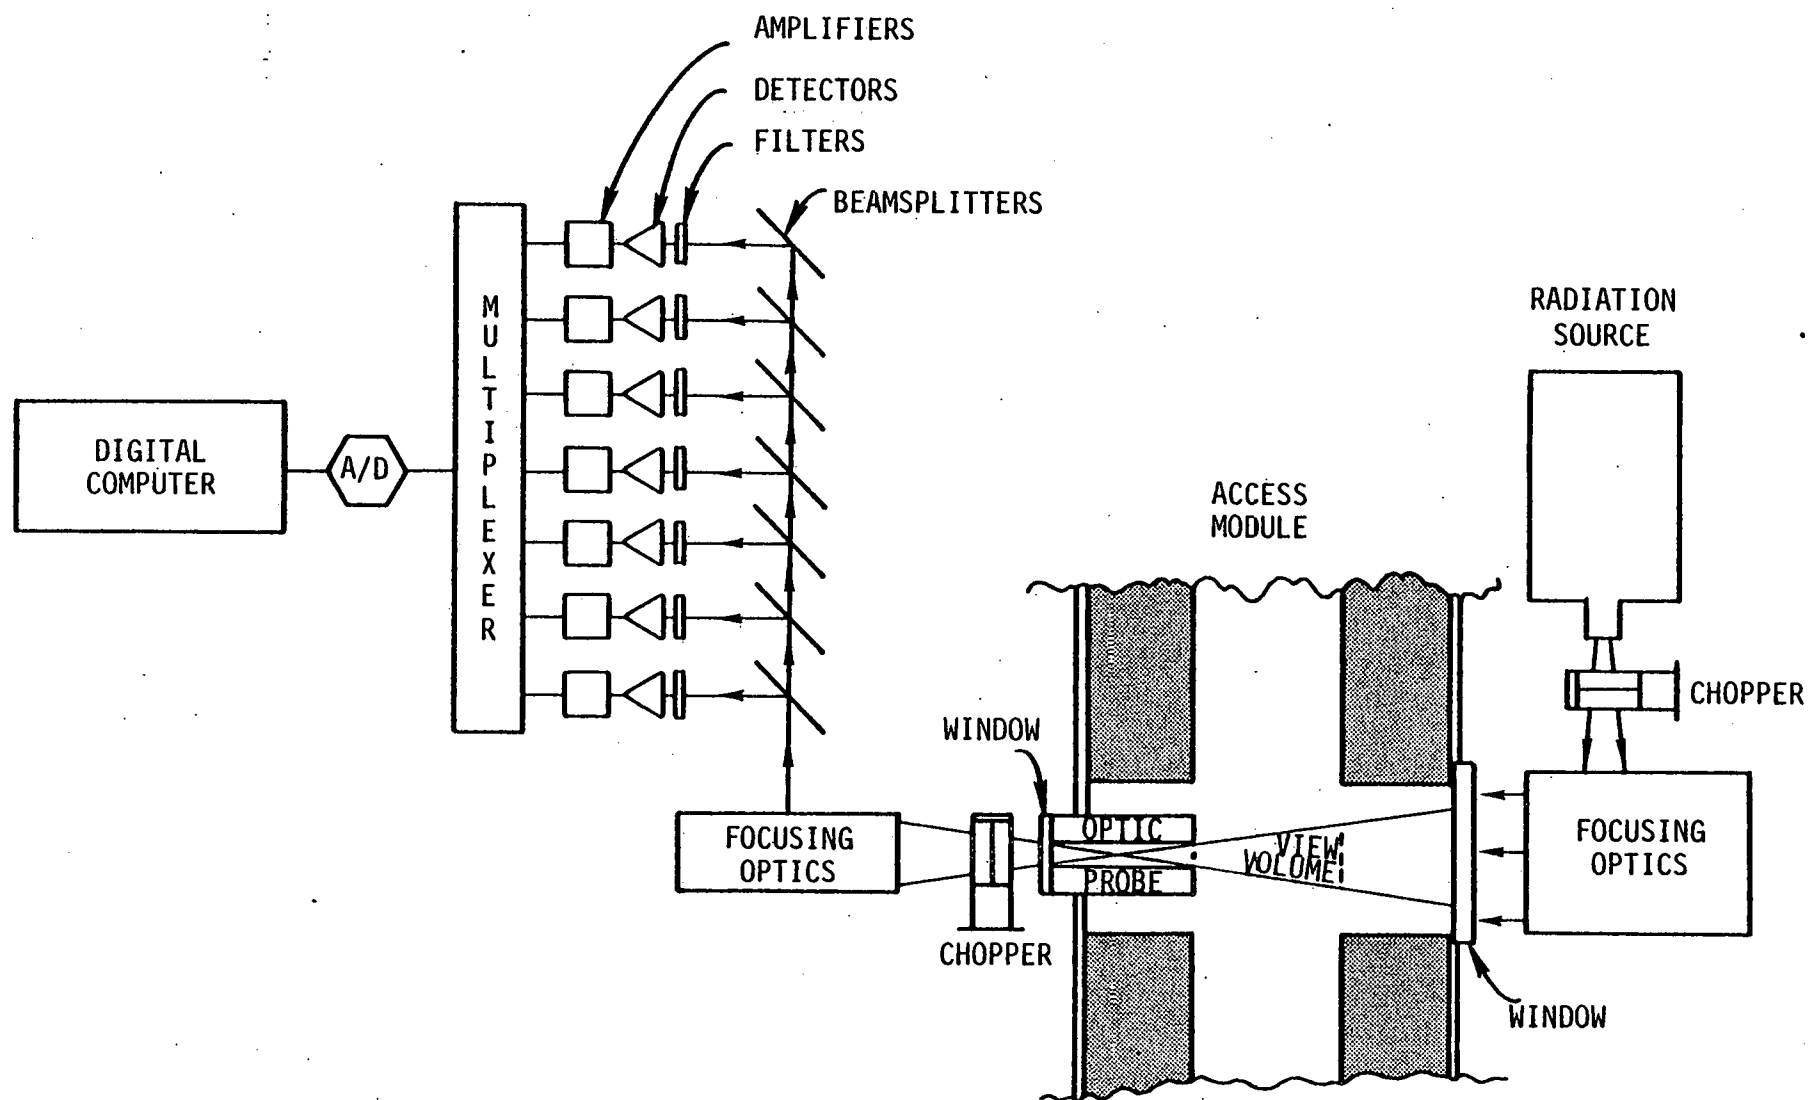 AMPLIFIERS
DETECTORS
FILTERS
BEAMSPLITTERS
MULTIPLEXER
DIGITAL
COMPUTER
A/D
RADIATION
SOURCE
ACCESS
MODULE
CHOPPER
WINDOW
FOCUSING
OPTICS
OPTIC
PROBE
VIEW
VOLUME
FOCUSING
OPTICS
CHOPPER
WINDOW